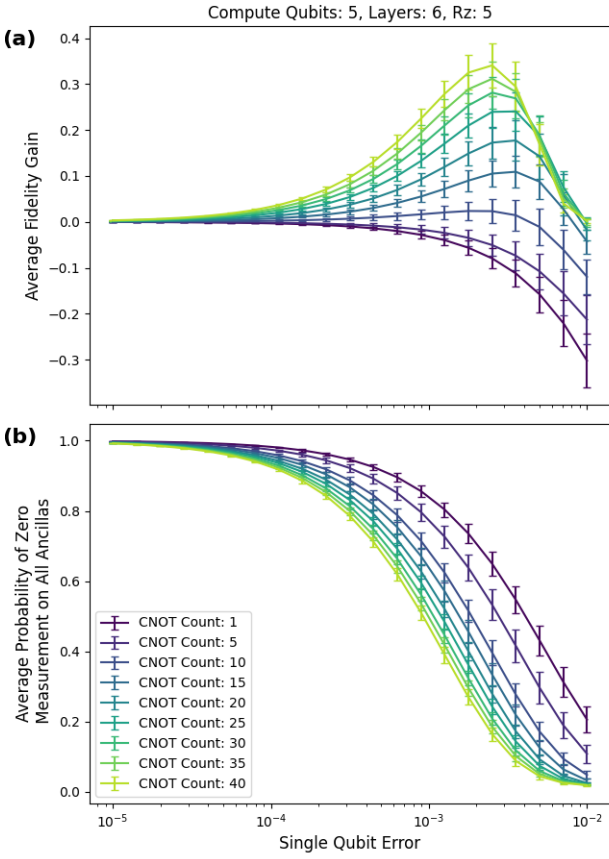 Compute Qubits: 5, Layers: 6, Rz: 5
(a)
0.4
0.3
0.2
0.1
0.0
−0.1
−0.2
−0.3
Average Fidelity Gain
(b)
1.0
0.8
0.6
0.4
0.2
0.0
Average Probability of Zero
Measurement on All Ancillas
CNOT Count: 1
CNOT Count: 5
CNOT Count: 10
CNOT Count: 15
CNOT Count: 20
CNOT Count: 25
CNOT Count: 30
CNOT Count: 35
CNOT Count: 40
10⁻⁵ 10⁻⁴ 10⁻³ 10⁻²
Single Qubit Error